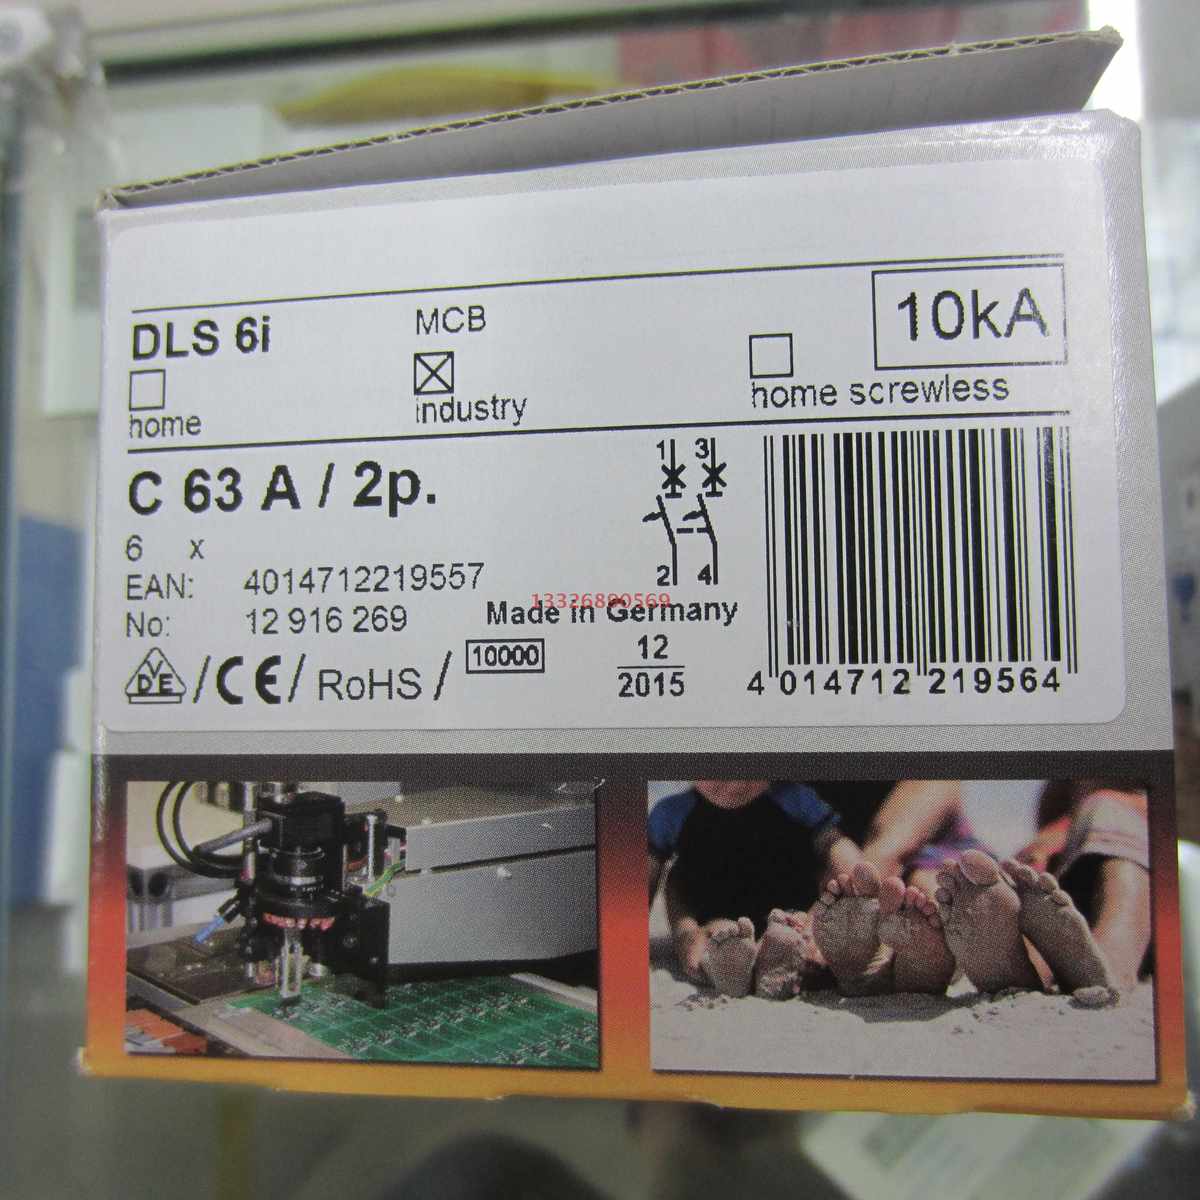 DLS 6i
MCB
10kA
home
industry
home screwless
C 63 A / 2p.
1 3
2 4
6 x
EAN: 4014712219557
No: 12 916 269
Made in Germany
13326890569
VDE / CE / RoHS /
10000
12
2015
4 014712 219564